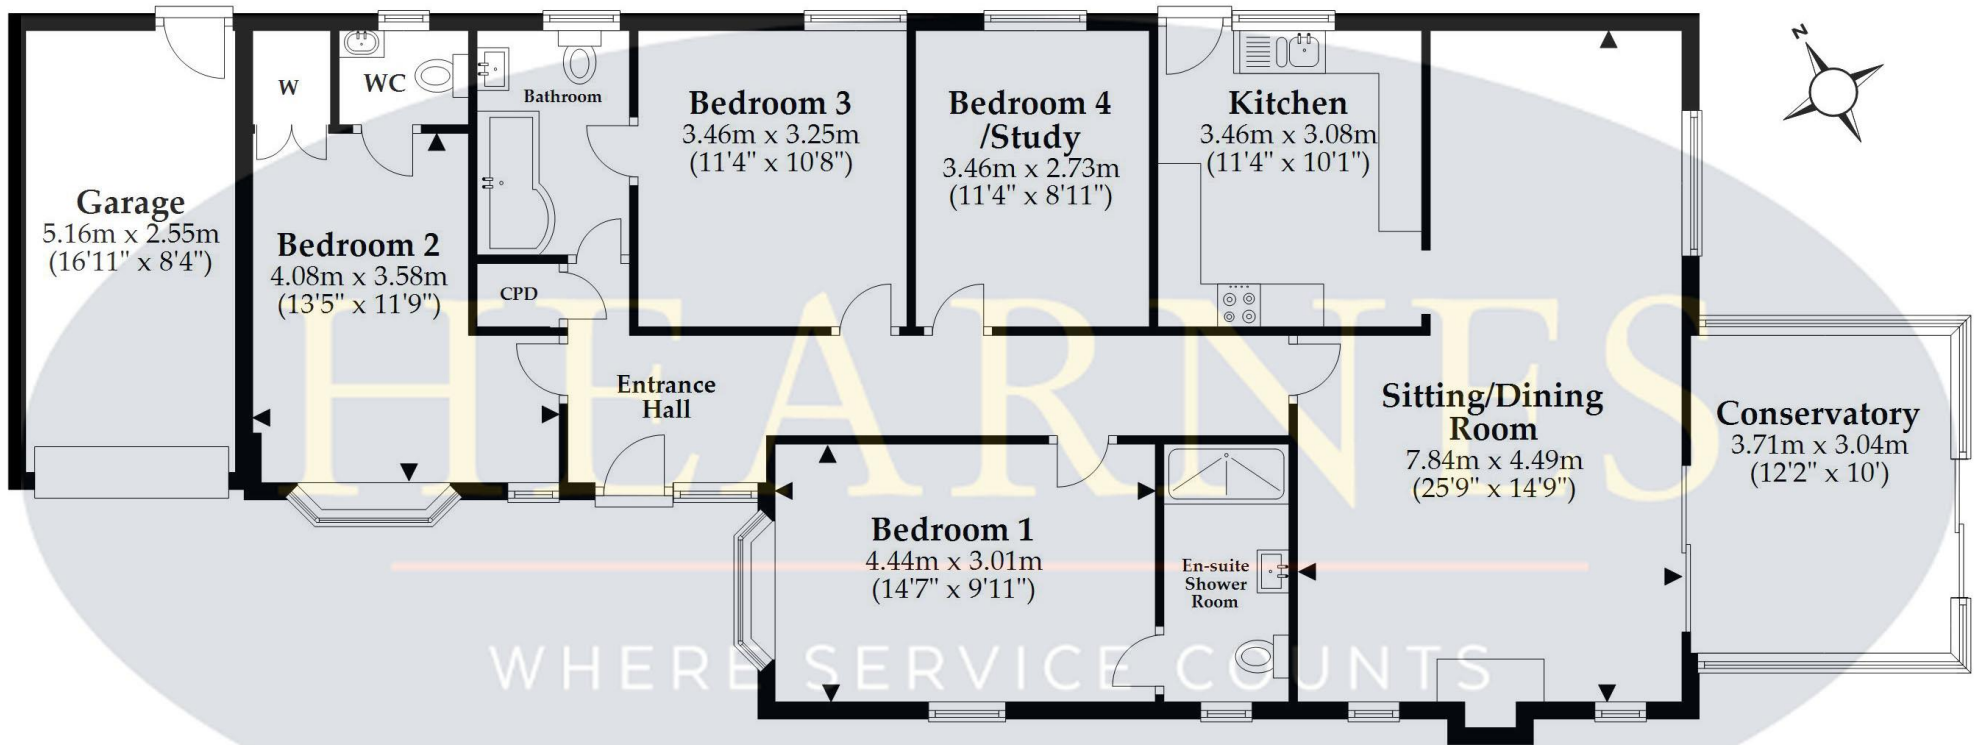 Garage
5.16m x 2.55m
(16'11" x 8'4")
W
WC
Bedroom 2
4.08m x 3.58m
(13'5" x 11'9")
Bathroom
CPD
Bedroom 3
3.46m x 3.25m
(11'4" x 10'8")
Bedroom 4
/Study
3.46m x 2.73m
(11'4" x 8'11")
Kitchen
3.46m x 3.08m
(11'4" x 10'1")
N
Entrance
Hall
Sitting/Dining
Room
7.84m x 4.49m
(25'9" x 14'9")
Conservatory
3.71m x 3.04m
(12'2" x 10')
Bedroom 1
4.44m x 3.01m
(14'7" x 9'11")
En-suite
Shower
Room
HEARNES
WHERE SERVICE COUNTS